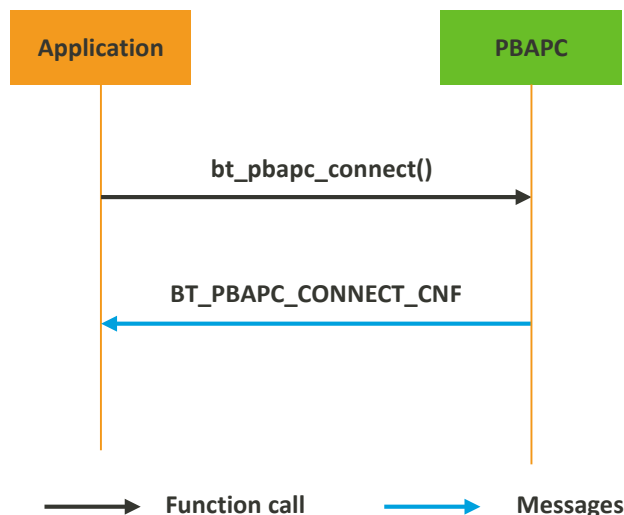 Application
PBAPC
bt_pbapc_connect()
BT_PBAPC_CONNECT_CNF
Function call
Messages